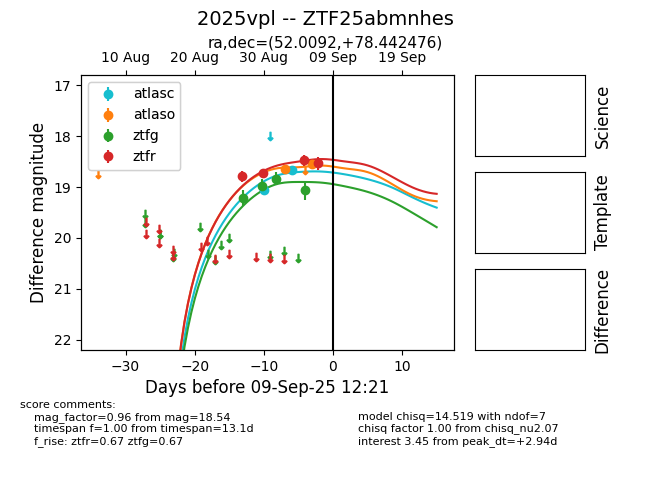 2025vpl -- ZTF25abmnhes
ra,dec=(52.0092,+78.442476)
10 Aug 20 Aug 30 Aug 09 Sep 19 Sep
atlasc
atlaso
ztfg
ztfr
17
18
19
20
21
22
Difference magnitude
−30 −20 −10 0 10
Days before 09-Sep-25 12:21
Science
Template
Difference
score comments:
mag_factor=0.96 from mag=18.54
timespan f=1.00 from timespan=13.1d
f_rise: ztfr=0.67 ztfg=0.67
model chisq=14.519 with ndof=7
chisq factor 1.00 from chisq_nu2.07
interest 3.45 from peak_dt=+2.94d